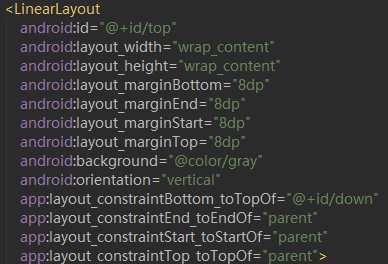 <LinearLayout
android:id="@+id/top"
android:layout_width="wrap_content"
android:layout_height="wrap_content"
android:layout_marginBottom="8dp"
android:layout_marginEnd="8dp"
android:layout_marginStart="8dp"
android:layout_marginTop="8dp"
android:background="@color/gray"
android:orientation="vertical"
app:layout_constraintBottom_toTopOf="@+id/down"
app:layout_constraintEnd_toEndOf="parent"
app:layout_constraintStart_toStartOf="parent"
app:layout_constraintTop_toTopOf="parent">